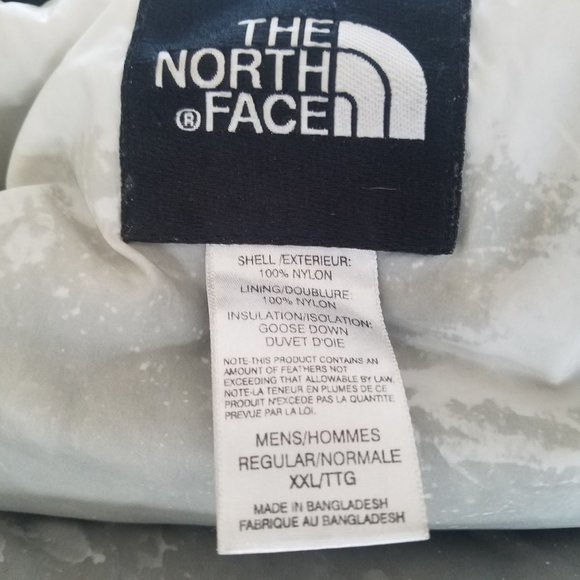 THE
NORTH
®FACE
SHELL/EXTERIEUR:
100% NYLON
LINING/DOUBLURE:
100% NYLON
INSULATION/ISOLATION:
GOOSE DOWN
DUVET D'OIE
NOTE-THIS PRODUCT CONTAINS AN
AMOUNT OF FEATHERS NOT
EXCEEDING THAT ALLOWABLE BY LAW.
NOTE-LA TENEUR EN PLUMES DE CE
PRODUIT N'EXCEDE PAS LA QUANTITE
PREVUE PAR LA LOI.
MENS/HOMMES
REGULAR/NORMALE
XXL/TTG
MADE IN BANGLADESH
FABRIQUE AU BANGLADESH